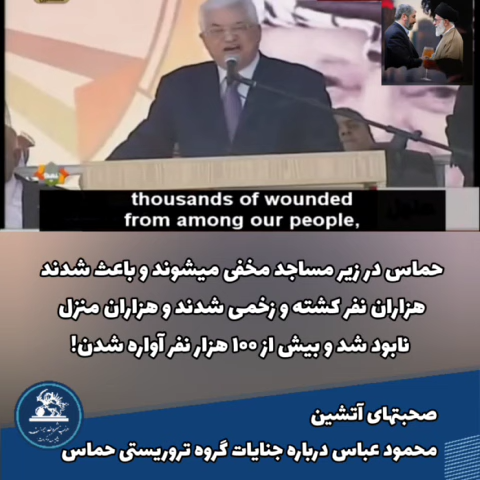 thousands of wounded
from among our people,
حماس در زیر مساجد مخفی میشوند و باعث شدند
هزاران نفر کشته و زخمی شدند و هزاران منزل
نابود شد و بیش از ۱۰۰ هزار نفر آواره شدن!
صحبتهای آتشین
محمود عباس درباره جنایات گروه تروریستی حماس